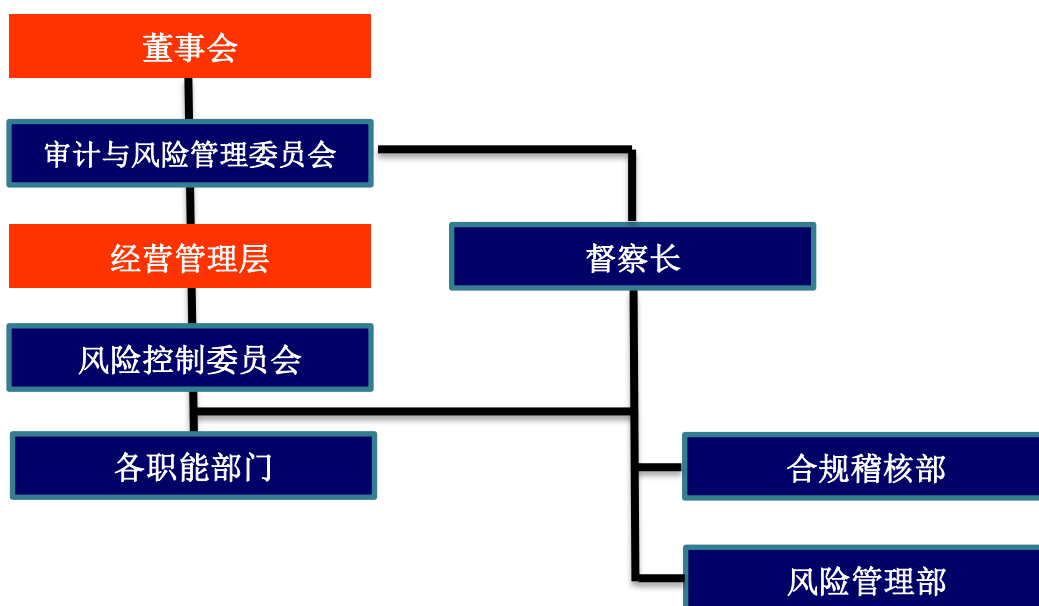 董事会
审计与风险管理委员会
经营管理层
督察长
风险控制委员会
各职能部门
合规稽核部
风险管理部